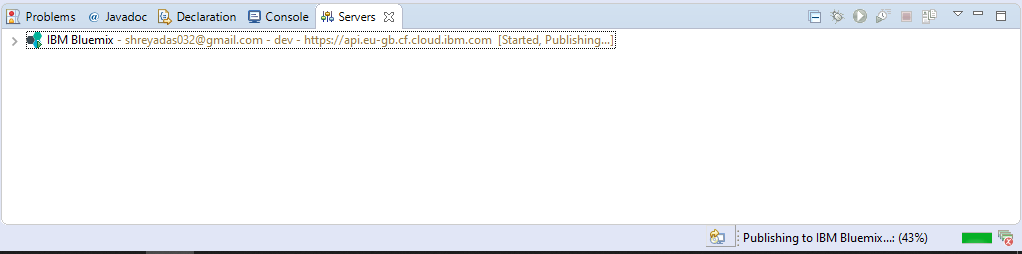 Problems @ Javadoc Declaration Console Servers
IBM Bluemix - shreyadas032@gmail.com - dev - https://api.eu-gb.cf.cloud.ibm.com [Started, Publishing...]
Publishing to IBM Bluemix...: (43%)